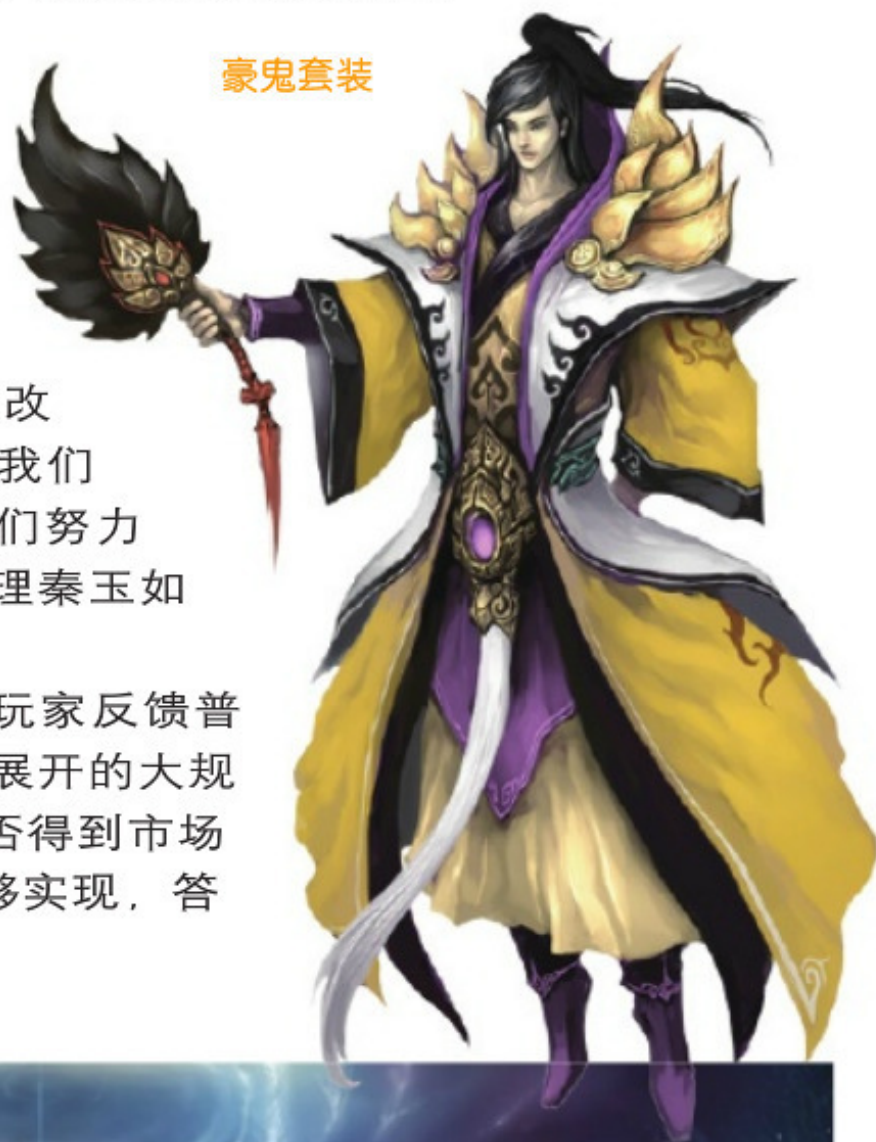 豪鬼套装
改
我们
们努力
理秦玉如
玩家反馈普
展开的大规
否得到市场
够实现，答